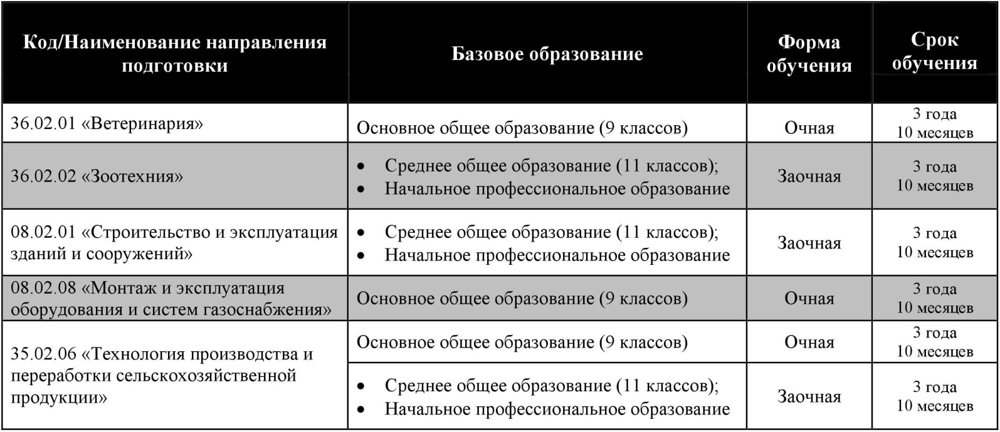 Код/Наименование направления
подготовки
Базовое образование
Форма
обучения
Срок
обучения
36.02.01 «Ветеринария»
Основное общее образование (9 классов)
Очная
3 года
10 месяцев
36.02.02 «Зоотехния»
• Среднее общее образование (11 классов);
• Начальное профессиональное образование
Заочная
3 года
10 месяцев
08.02.01 «Строительство и эксплуатация
зданий и сооружений»
• Среднее общее образование (11 классов);
• Начальное профессиональное образование
Заочная
3 года
10 месяцев
08.02.08 «Монтаж и эксплуатация
оборудования и систем газоснабжения»
Основное общее образование (9 классов)
Очная
3 года
10 месяцев
35.02.06 «Технология производства и
переработки сельскохозяйственной
продукции»
Основное общее образование (9 классов)
Очная
3 года
10 месяцев
• Среднее общее образование (11 классов);
• Начальное профессиональное образование
Заочная
3 года
10 месяцев